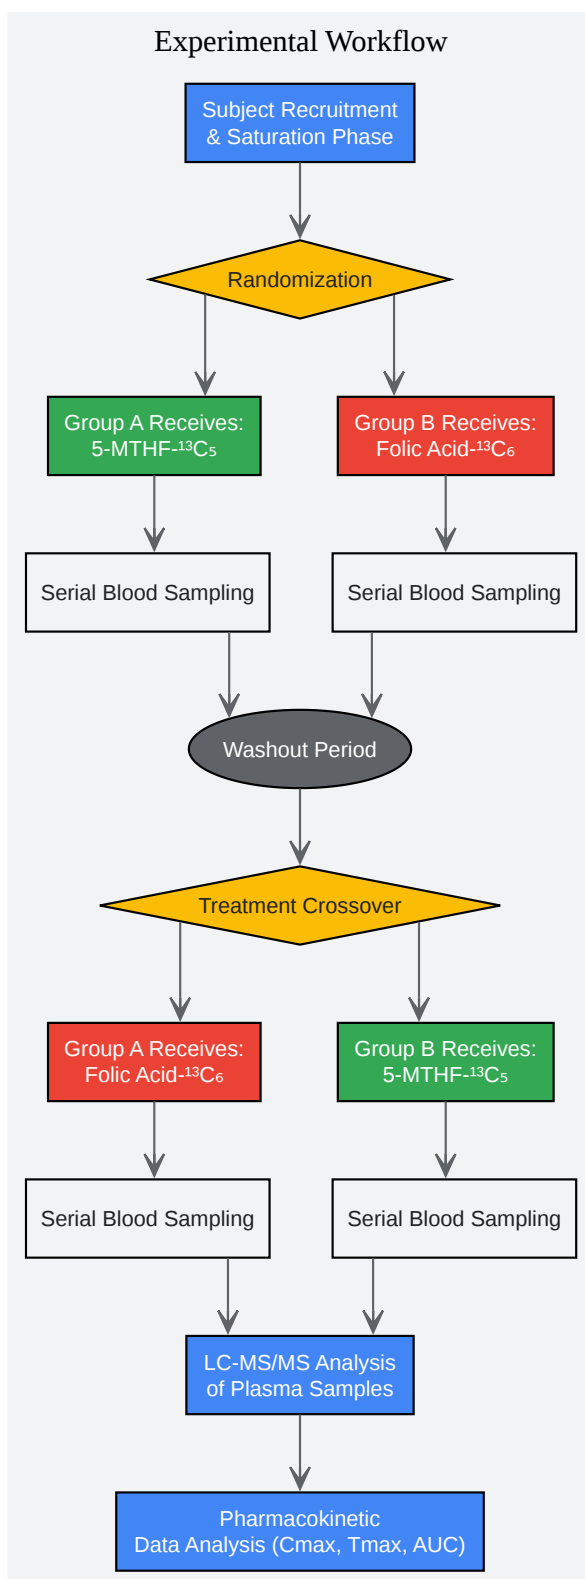 Experimental Workflow
Subject Recruitment
& Saturation Phase
Randomization
Group A Receives:
5-MTHF-¹³C₅
Group B Receives:
Folic Acid-¹³C₆
Serial Blood Sampling
Serial Blood Sampling
Washout Period
Treatment Crossover
Group A Receives:
Folic Acid-¹³C₆
Group B Receives:
5-MTHF-¹³C₅
Serial Blood Sampling
Serial Blood Sampling
LC-MS/MS Analysis
of Plasma Samples
Pharmacokinetic
Data Analysis (Cmax, Tmax, AUC)